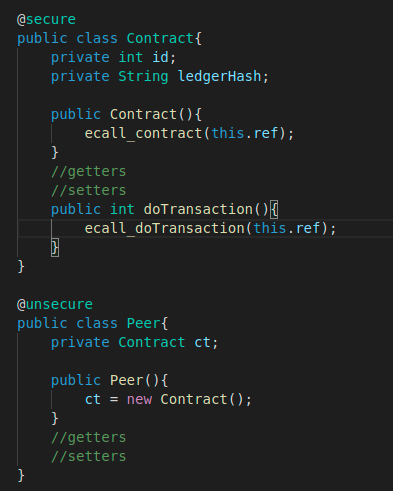 @secure
public class Contract{
    private int id;
    private String ledgerHash;

    public Contract(){
        ecall_contract(this.ref);
    }
    //getters
    //setters
    public int doTransaction(){
        ecall_doTransaction(this.ref);
    }
}

@unsecure
public class Peer{
    private Contract ct;

    public Peer(){
        ct = new Contract();
    }
    //getters
    //setters
}